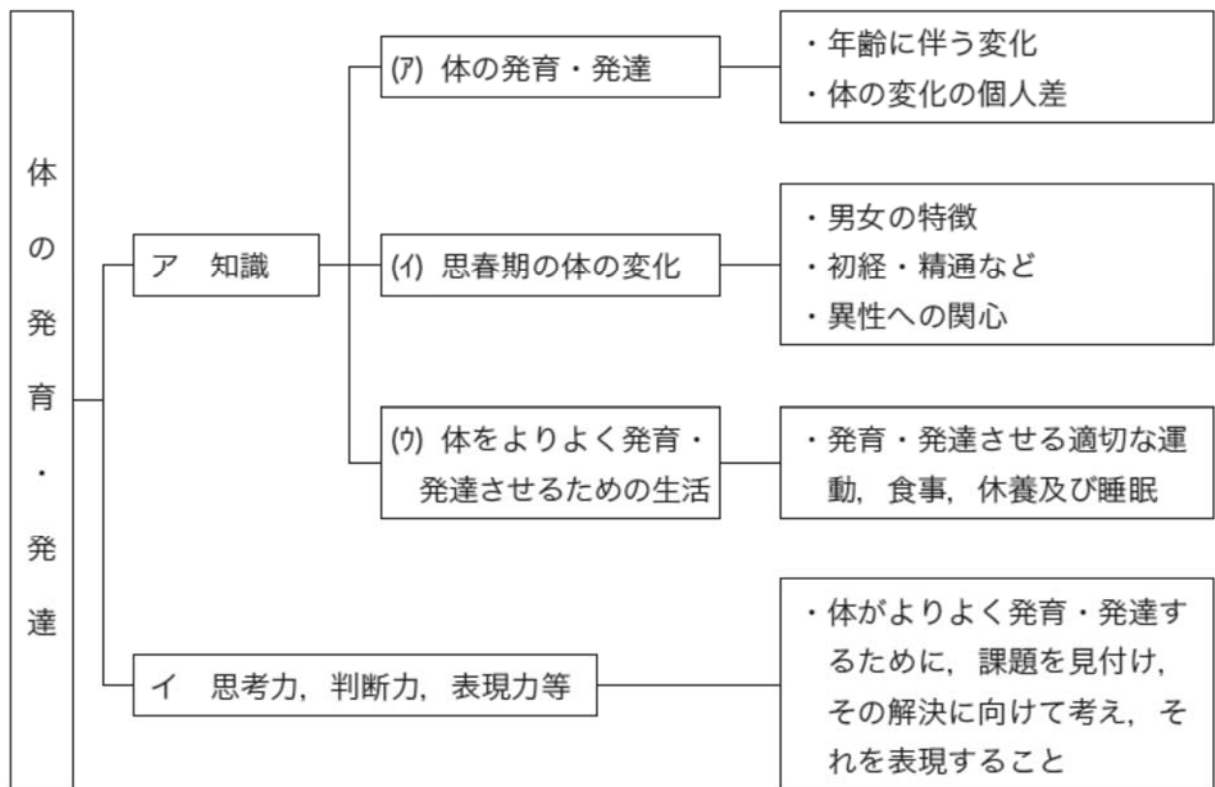 体の発育・発達
ア　知識
(ア) 体の発育・発達
・年齢に伴う変化
・体の変化の個人差
(イ) 思春期の体の変化
・男女の特徴
・初経・精通など
・異性への関心
(ウ) 体をよりよく発育・
発達させるための生活
・発育・発達させる適切な運
動，食事，休養及び睡眠
イ　思考力，判断力，表現力等
・体がよりよく発育・発達す
るために，課題を見付け，
その解決に向けて考え，そ
れを表現すること